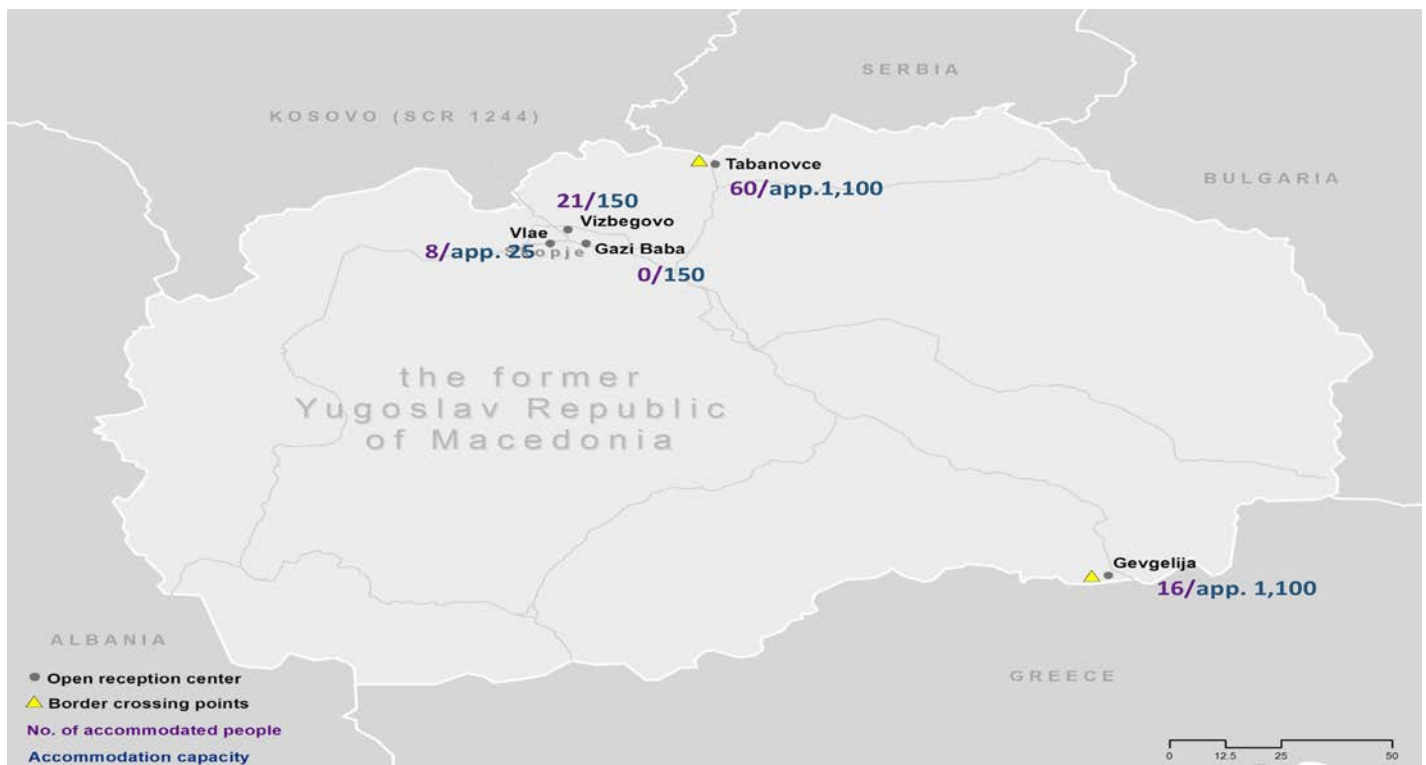 SERBIA
KOSOVO (SCR 1244)
Tabanovce
BULGARIA
60/app.1,100
21/150
Vizbegovo
Vlae
Gazi Baba
8/app. 25
Skopje
0/150
the former
Yugoslav Republic
of Macedonia
Gevgelija
16/app. 1,100
ALBANIA
GREECE
Open reception center
Border crossing points
No. of accommodated people
Accommodation capacity
0 12.5 25 50